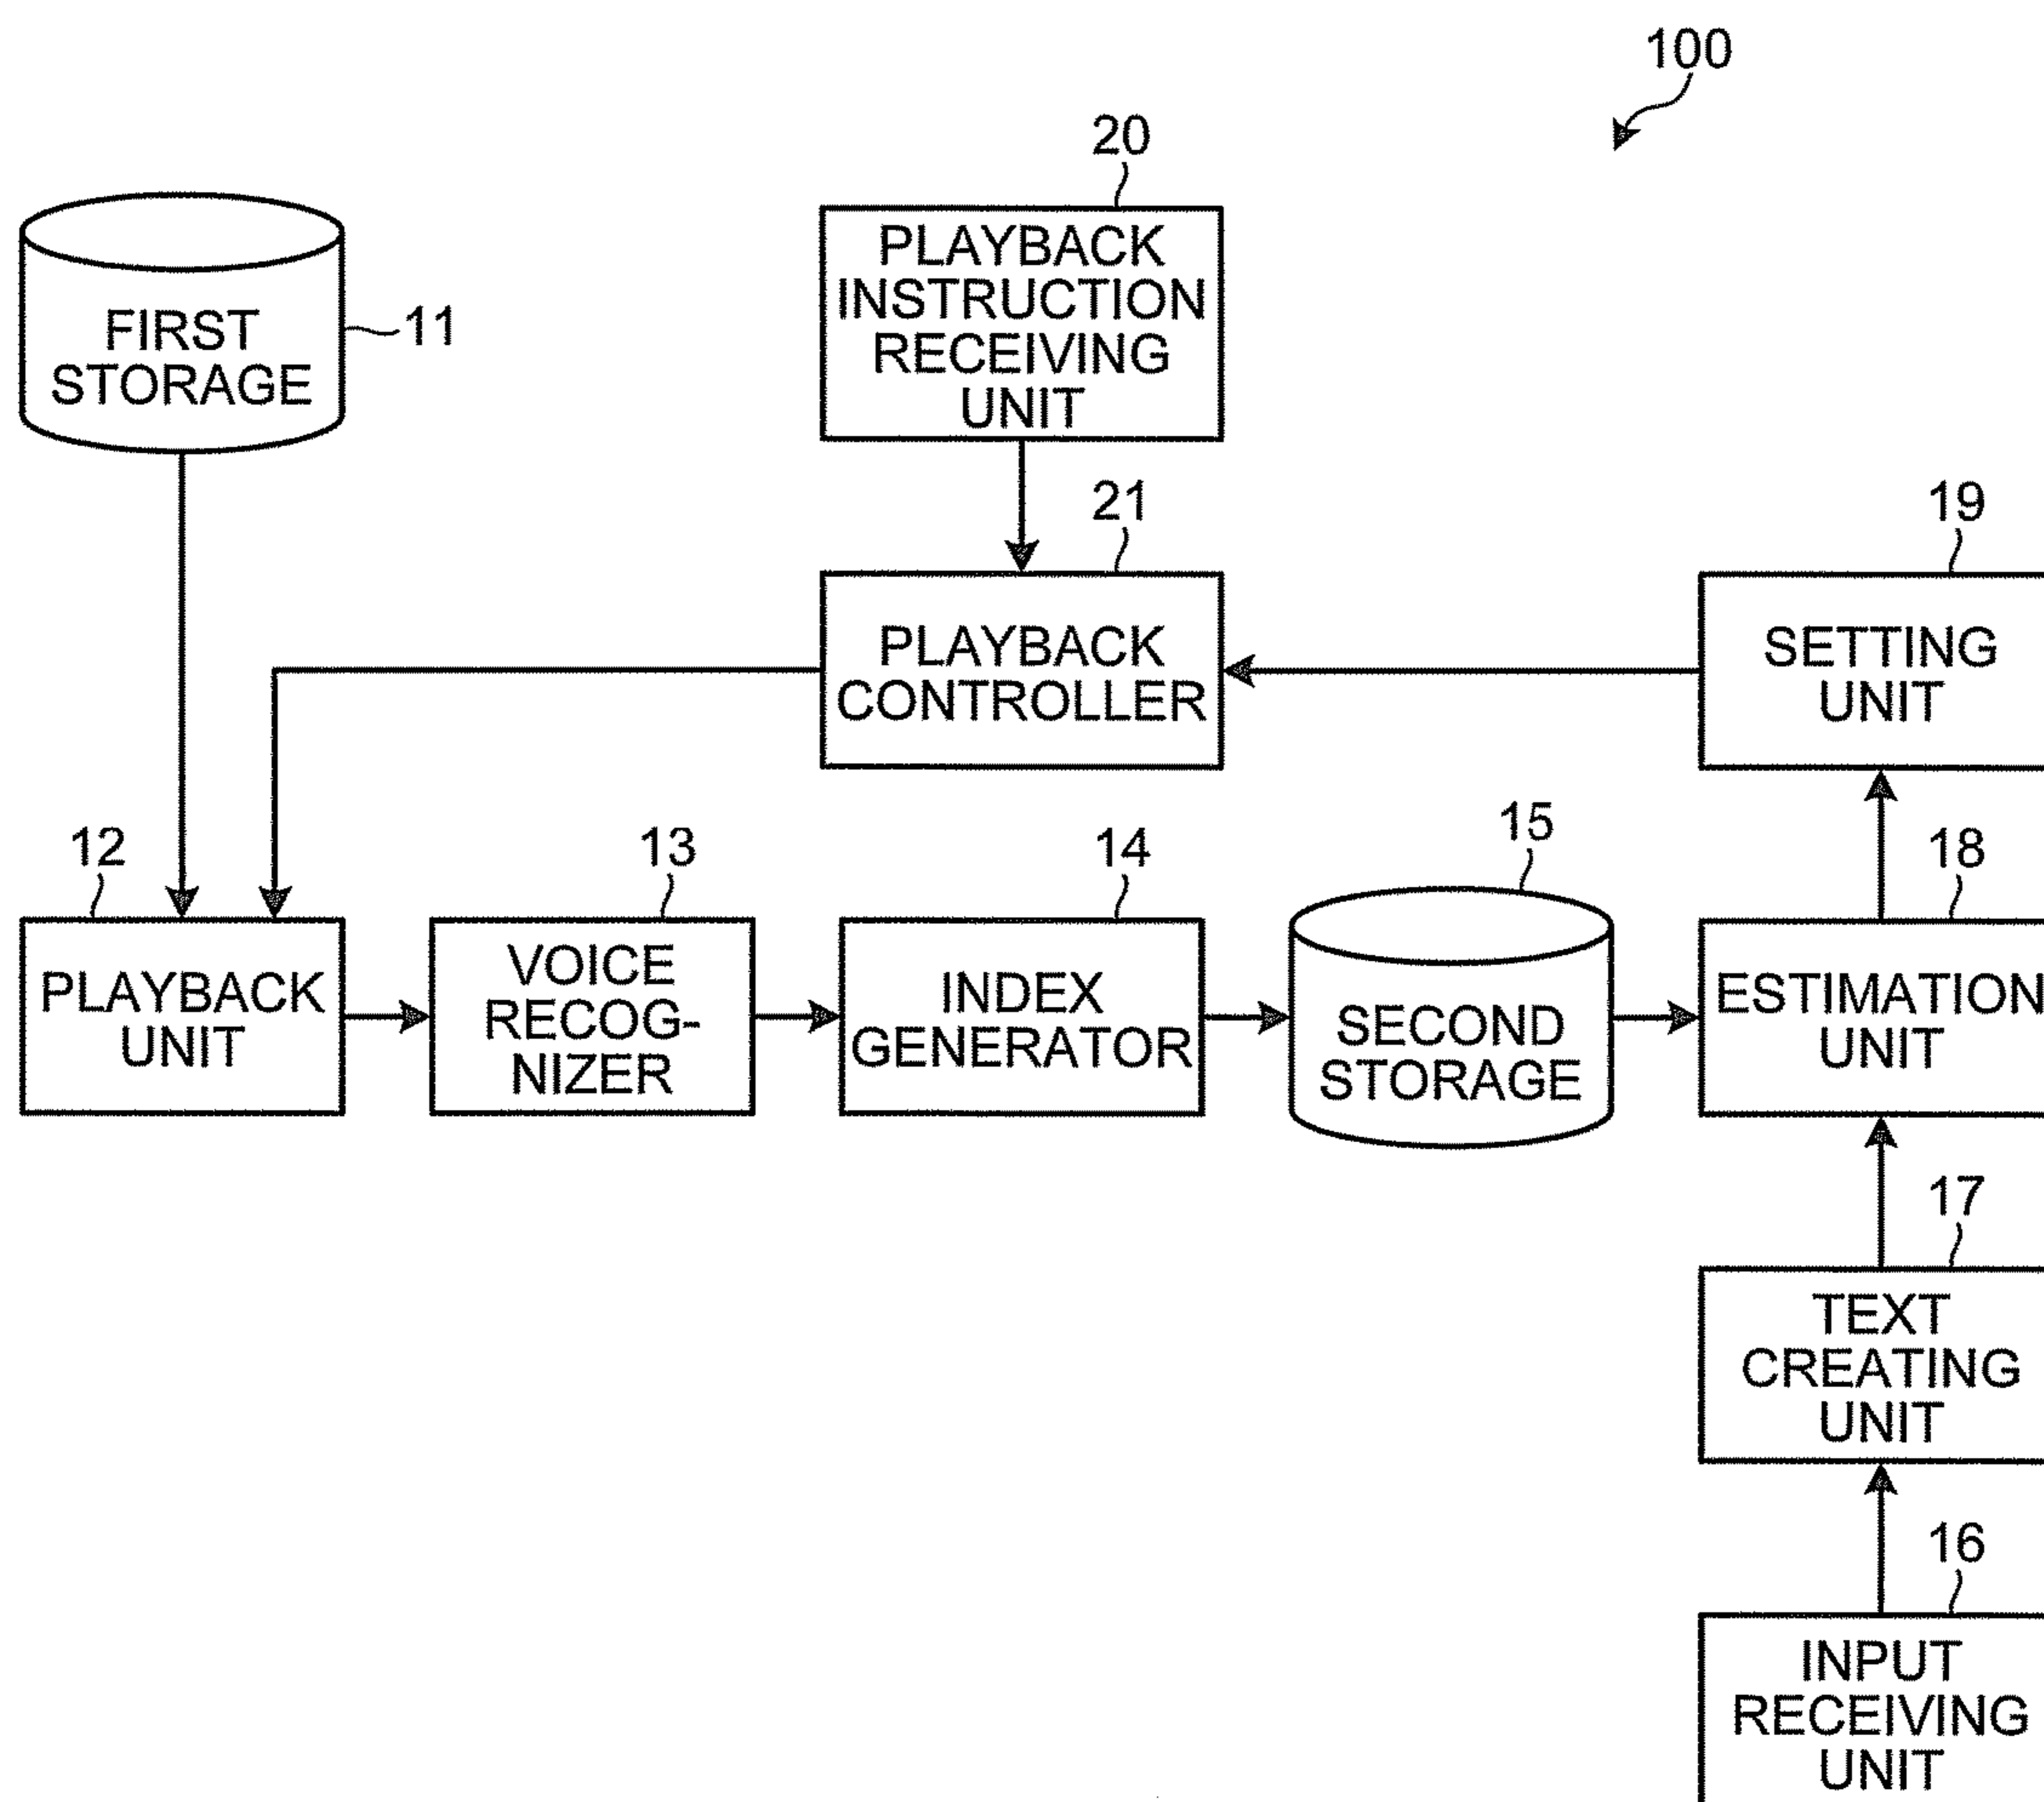 100
20
PLAYBACK
INSTRUCTION
RECEIVING
UNIT
FIRST
STORAGE
11
21
19
PLAYBACK
CONTROLLER
SETTING
UNIT
12
13
14
15
18
PLAYBACK
UNIT
VOICE
RECOG-
NIZER
INDEX
GENERATOR
SECOND
STORAGE
ESTIMATION
UNIT
17
TEXT
CREATING
UNIT
16
INPUT
RECEIVING
UNIT